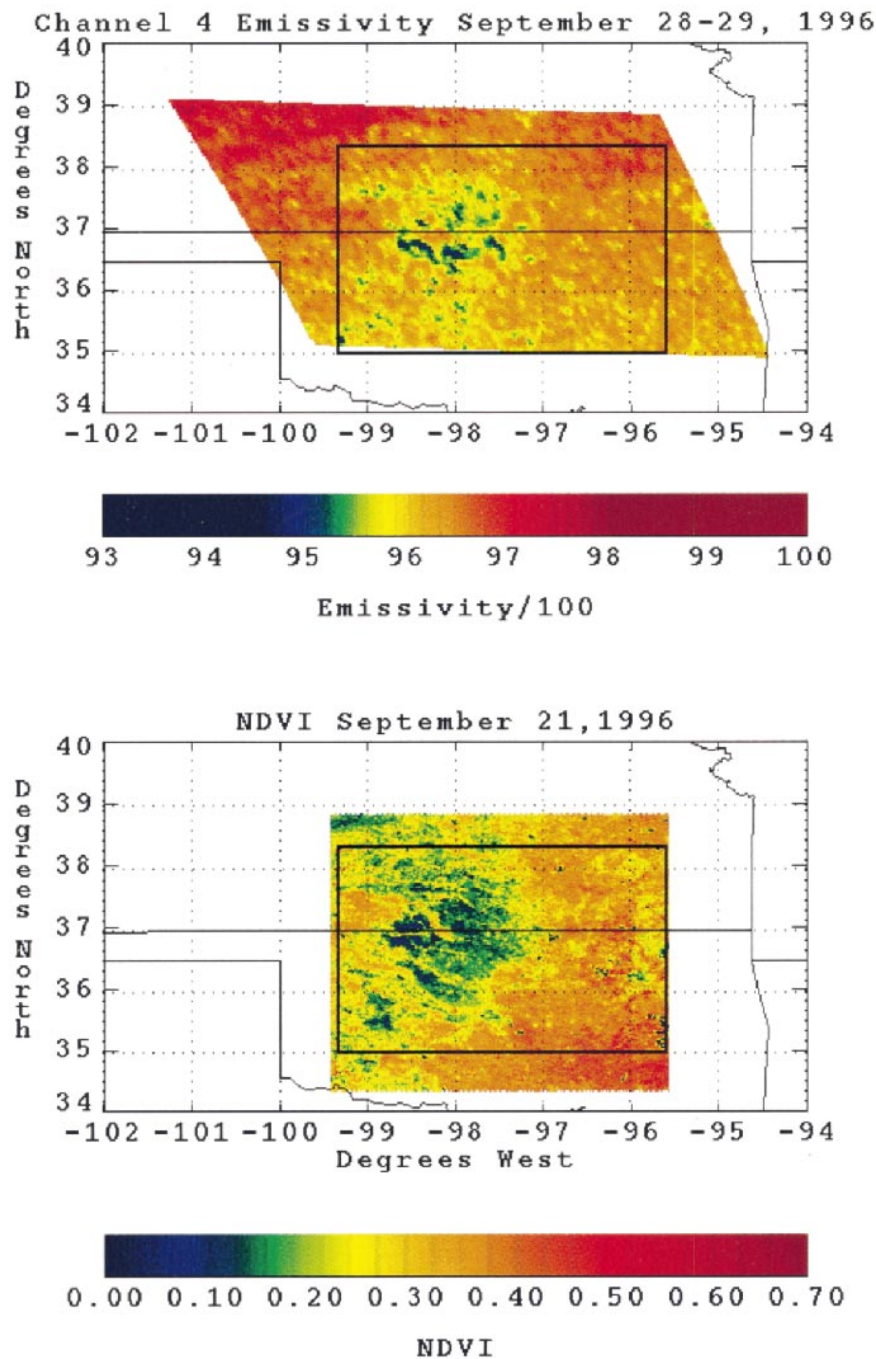 Channel 4 Emissivity September 28-29, 1996
40
39
38
37
36
35
34
Degrees North
-102 -101 -100 -99 -98 -97 -96 -95 -94
93 94 95 96 97 98 99 100
Emissivity/100
NDVI September 21,1996
40
39
38
37
36
35
34
Degrees North
-102 -101 -100 -99 -98 -97 -96 -95 -94
Degrees West
0.00 0.10 0.20 0.30 0.40 0.50 0.60 0.70
NDVI